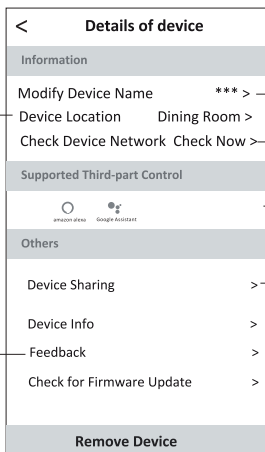 < Details of device
Information
Modify Device Name *** >
Device Location Dining Room >
Check Device Network Check Now >
Supported Third-part Control
amazon alexa Google Assistant
Others
Device Sharing >
Device Info >
Feedback >
Check for Firmware Update >
Remove Device